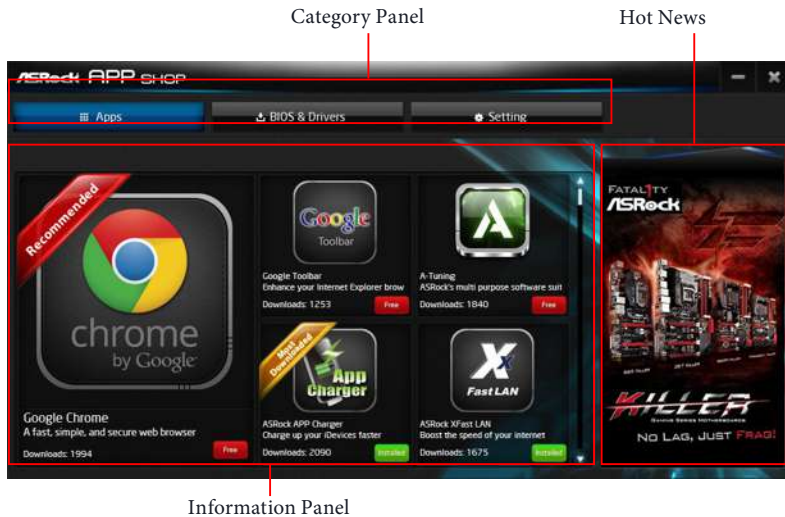 Category Panel
Hot News
ASRock APP SHOP
Apps
BIOS & Drivers
Setting
Recommended
chrome
by Google
Google Chrome
A fast, simple, and secure web browser
Downloads: 1994
Free
Google
Toolbar
Google Toolbar
Enhance your Internet Explorer brow
Downloads: 1253
Free
A-Tuning
ASRock's multi purpose software suit
Downloads: 1840
Free
Most Downloaded
App
Charger
ASRock APP Charger
Charge up your iDevices faster
Downloads: 2090
Installed
Fast LAN
ASRock XFast LAN
Boost the speed of your internet
Downloads: 1675
Installed
FATAL1TY
ASRock
KILLER
GAMING SERIES MOTHERBOARDS
NO LAG, JUST FRAG!
Information Panel